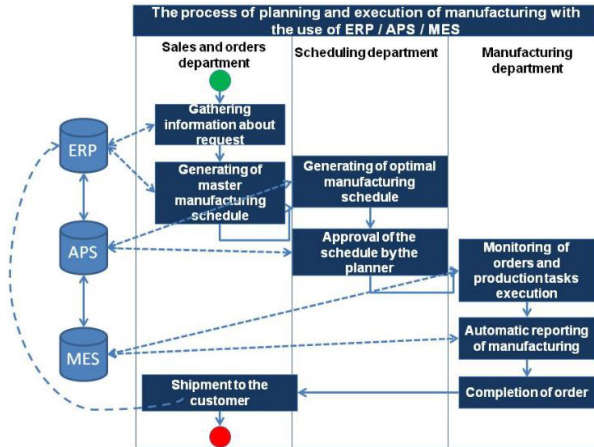 The process of planning and execution of manufacturing with
the use of ERP / APS / MES
Sales and orders
department
Scheduling department
Manufacturing
department
Gathering
information about
request
ERP
Generating of
master
manufacturing
schedule
Generating of optimal
manufacturing
schedule
APS
Approval of the
schedule by the
planner
Monitoring of
orders and
production tasks
execution
MES
Automatic reporting
of manufacturing
Shipment to the
customer
Completion of order